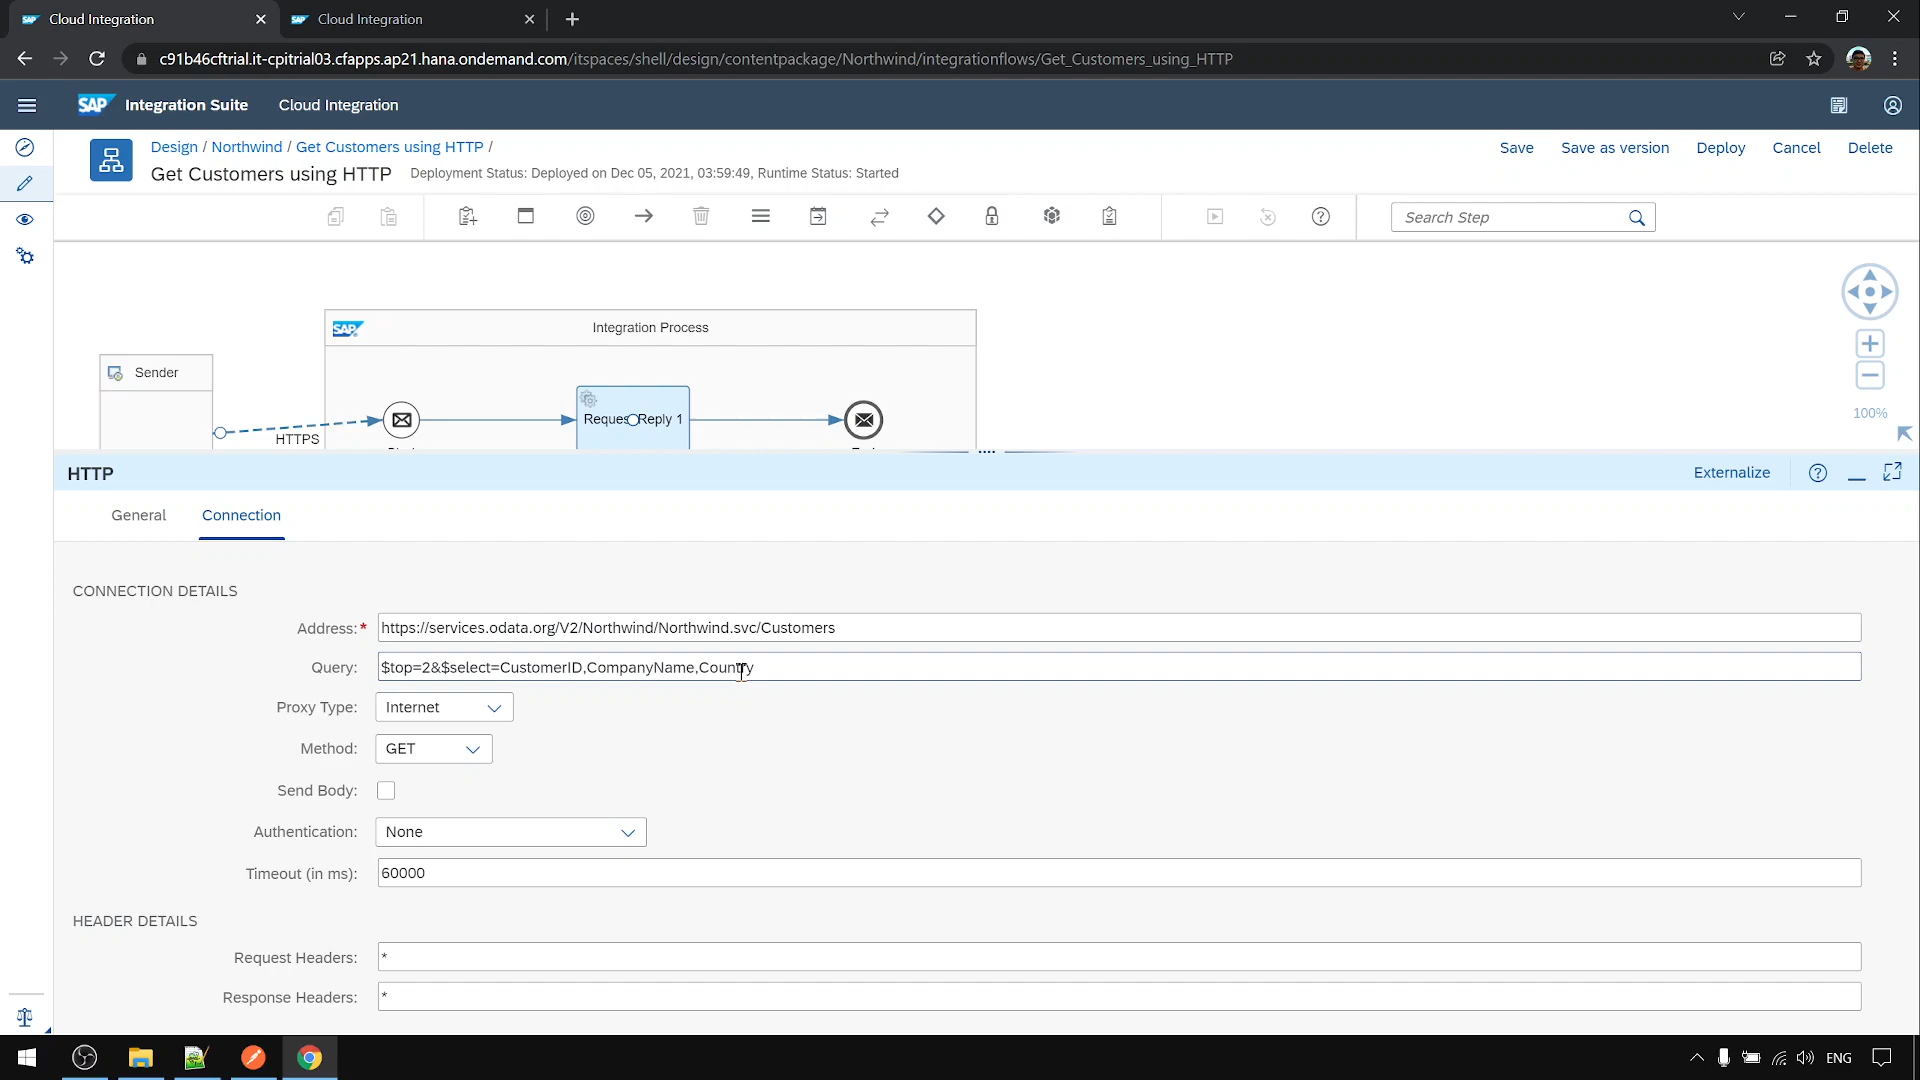 Cloud Integration
Cloud Integration
c91b46cftrial.it-cpitrial03.cfapps.ap21.hana.ondemand.com/itspaces/shell/design/contentpackage/Northwind/integrationflows/Get_Customers_using_HTTP
SAP Integration Suite Cloud Integration
Design / Northwind / Get Customers using HTTP /
Save Save as version Deploy Cancel Delete
Get Customers using HTTP Deployment Status: Deployed on Dec 05, 2021, 03:59:49, Runtime Status: Started
Search Step
SAP Integration Process
Sender
Request Reply 1
HTTPS
100%
HTTP
Externalize
General Connection
CONNECTION DETAILS
Address:* https://services.odata.org/V2/Northwind/Northwind.svc/Customers
Query: $top=2&$select=CustomerID,CompanyName,Country
Proxy Type: Internet
Method: GET
Send Body:
Authentication: None
Timeout (in ms): 60000
HEADER DETAILS
Request Headers: *
Response Headers: *
ENG